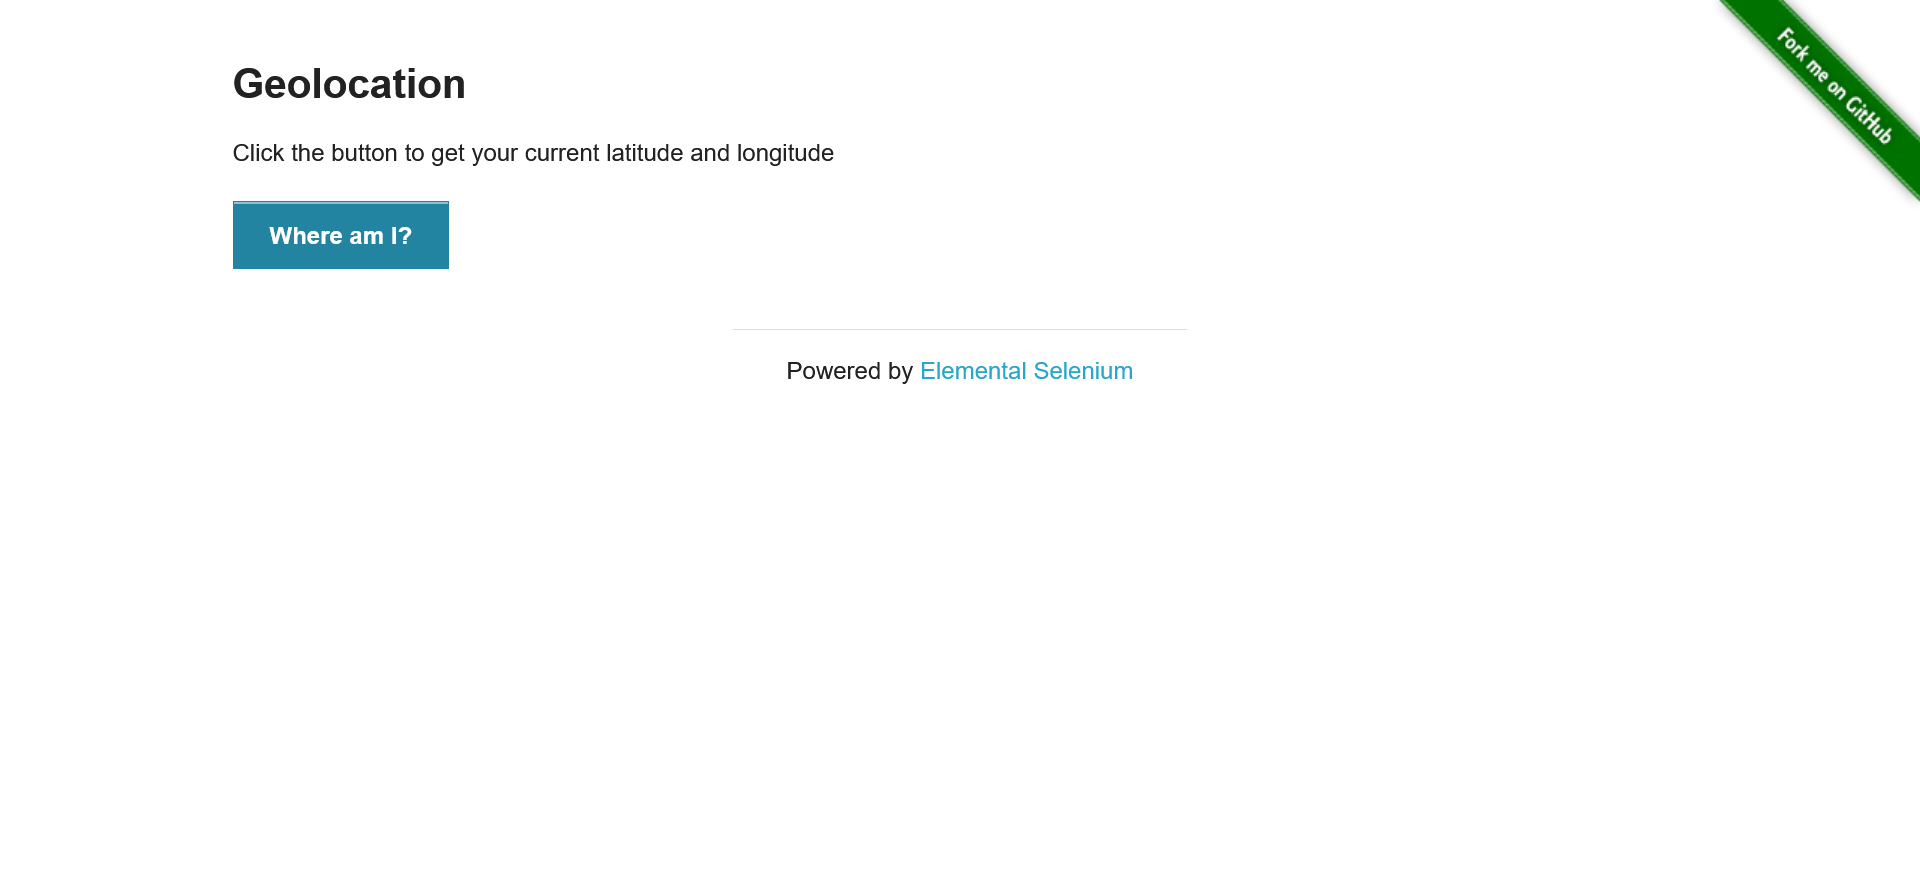 Geolocation
Click the button to get your current latitude and longitude
Where am I?
Powered by Elemental Selenium
Fork me on GitHub